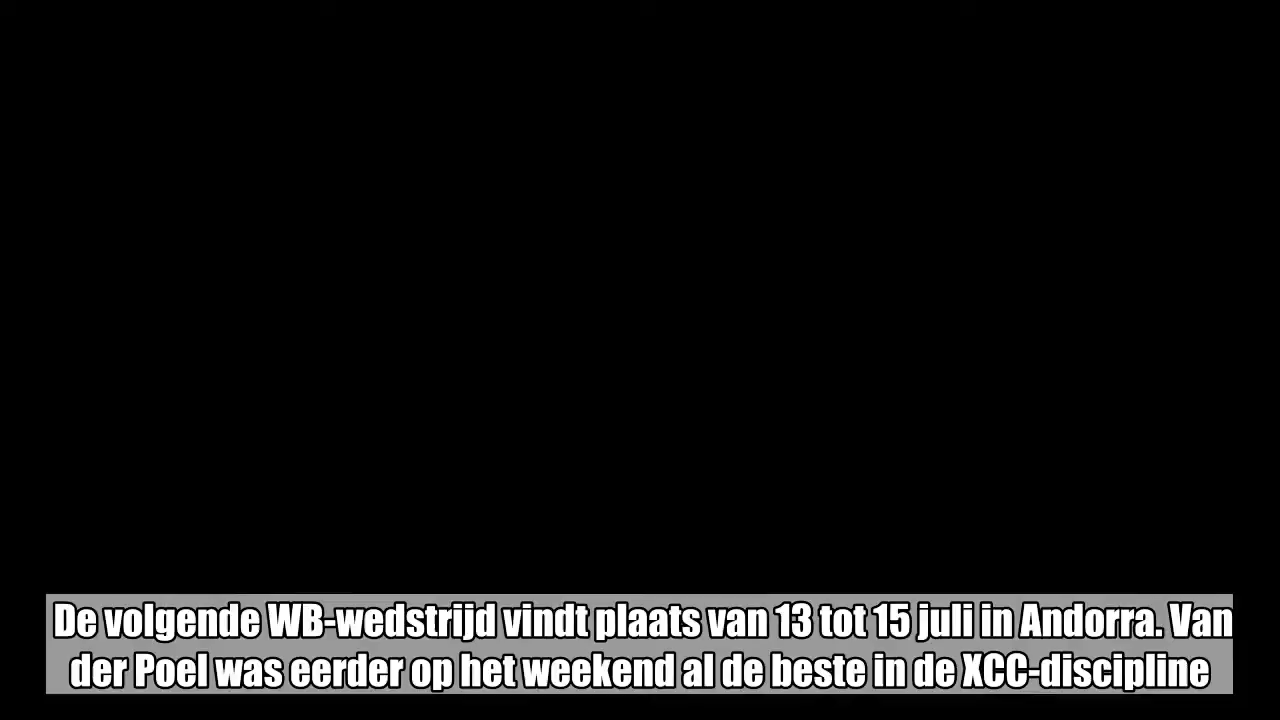 De volgende WB-wedstrijd vindt plaats van 13 tot 15 juli in Andorra. Van
der Poel was eerder op het weekend al de beste in de XCC-discipline